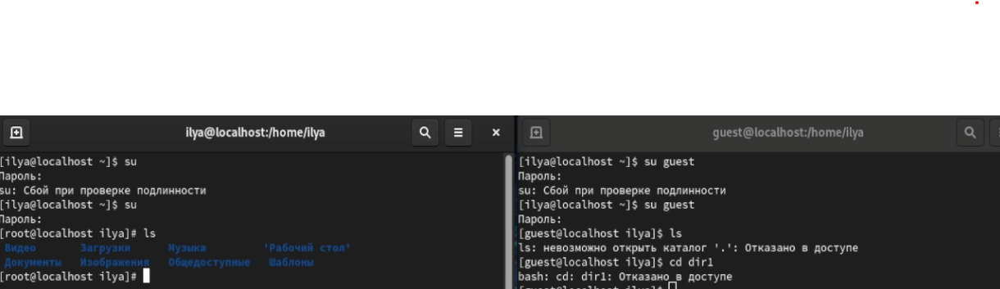 ilya@localhost:/home/ilya
[ilya@localhost ~]$ su
Пароль:
su: Сбой при проверке подлинности
[ilya@localhost ~]$ su
Пароль:
[root@localhost ilya]# ls
Видео Загрузки Музыка 'Рабочий стол'
Документы Изображения Общедоступные Шаблоны
[root@localhost ilya]#
guest@localhost:/home/ilya
[ilya@localhost ~]$ su guest
Пароль:
su: Сбой при проверке подлинности
[ilya@localhost ~]$ su guest
Пароль:
[guest@localhost ilya]$ ls
ls: невозможно открыть каталог '.': Отказано в доступе
[guest@localhost ilya]$ cd dir1
bash: cd: dir1: Отказано в доступе